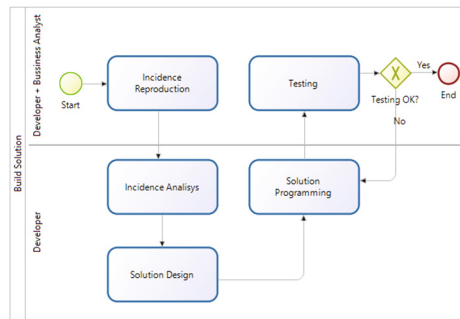 Build Solution
Developer + Bussiness Analyst
Start
Incidence
Reproduction
Testing
Testing OK?
Yes
No
End
Developer
Incidence Analisys
Solution
Programming
Solution Design